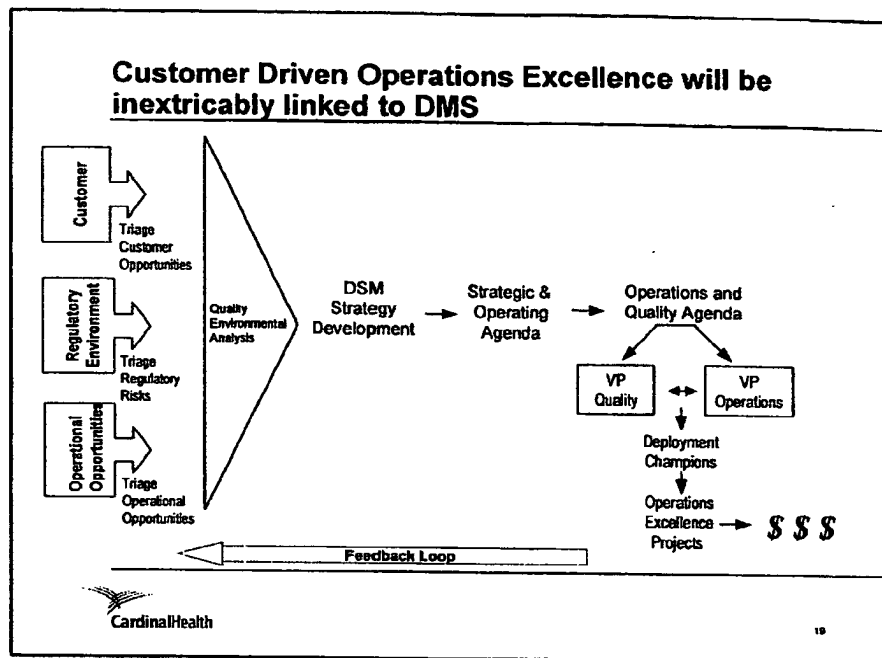 Customer Driven Operations Excellence will be
inextricably linked to DMS
Customer
Triage
Customer
Opportunities
Regulatory
Environment
Triage
Regulatory
Risks
Operational
Opportunities
Triage
Operational
Opportunities
Quality
Environmental
Analysis
DSM
Strategy
Development
Strategic &
Operating
Agenda
Operations and
Quality Agenda
VP
Quality
VP
Operations
Deployment
Champions
Operations
Excellence
Projects
$ $ $
Feedback Loop
CardinalHealth
19